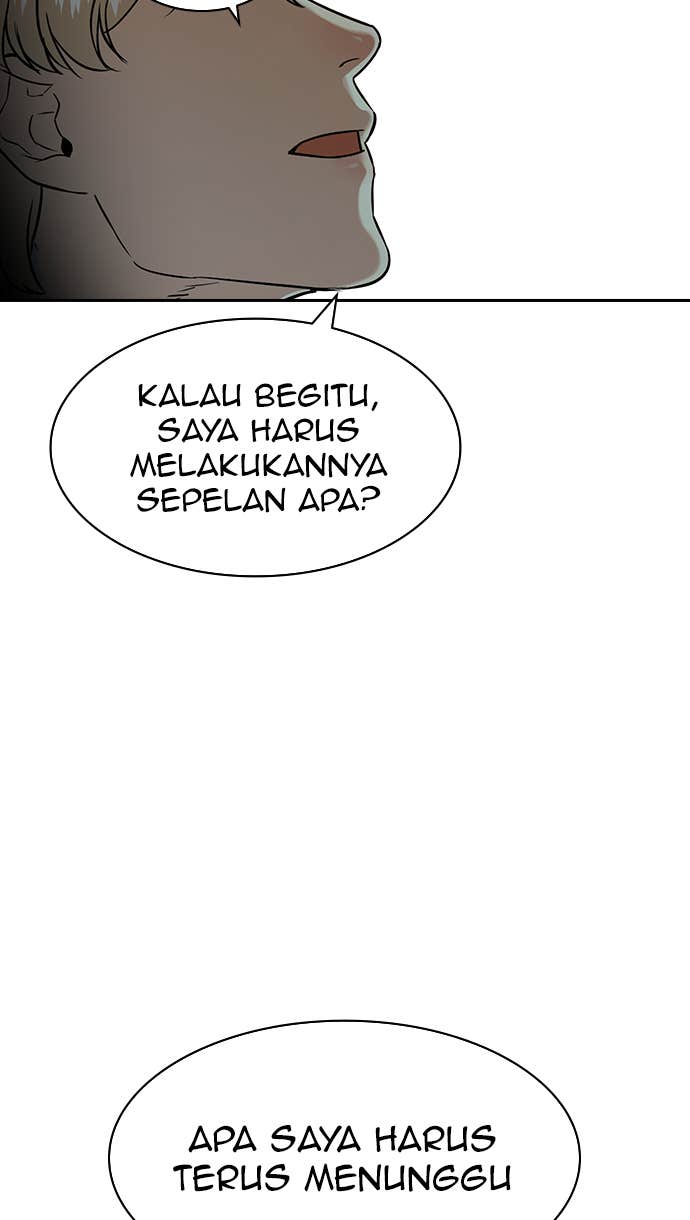 KALAU BEGITU,
SAYA HARUS
MELAKUKANNYA
SEPELAN APA?
APA SAYA HARUS
TERUS MENUNGGU